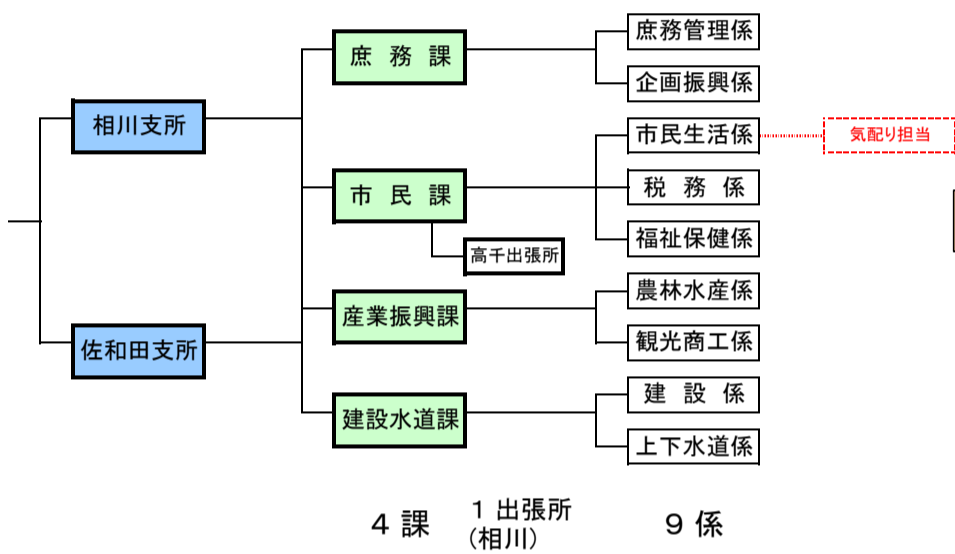 庶 務 課
庶務管理係
企画振興係
相川支所
市民生活係
気配り担当
市 民 課
税 務 係
福祉保健係
高千出張所
産業振興課
農林水産係
観光商工係
佐和田支所
建設水道課
建 設 係
上下水道係
4 課
1 出張所
(相川)
9 係